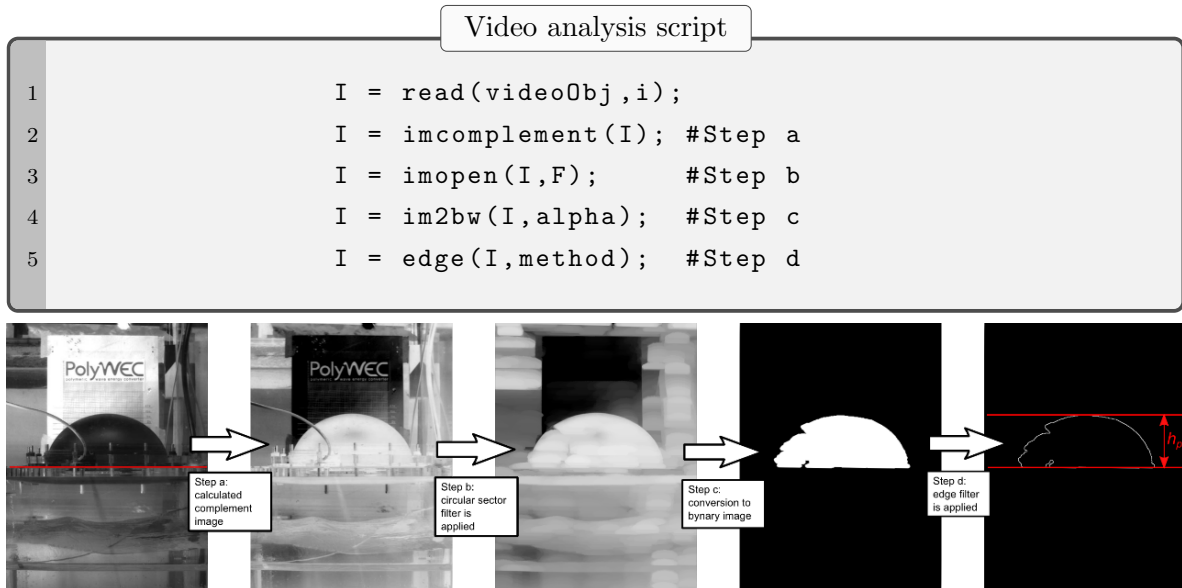 Video analysis script
1 I = read(videoObj,i);
2 I = imcomplement(I); #Step a
3 I = imopen(I,F); #Step b
4 I = im2bw(I,alpha); #Step c
5 I = edge(I,method); #Step d
PolyWEC
PolyWEC
Step a:
calculated
complement
image
Step b:
circular sector
filter is
applied
Step c:
conversion to
bynary image
Step d:
edge filter
is applied
hp